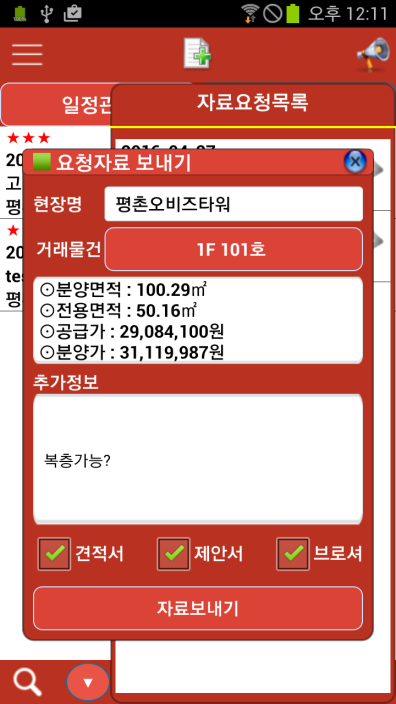 오후 12:11
일정관
자료요청목록
★★★
20
고
평
★
20
tes
평
요청자료 보내기
현장명 평촌오비즈타워
거래물건 1F 101호
⊙분양면적 : 100.29㎡
⊙전용면적 : 50.16㎡
⊙공급가 : 29,084,100원
⊙분양가 : 31,119,987원
추가정보
복층가능?
견적서 제안서 브로셔
자료보내기